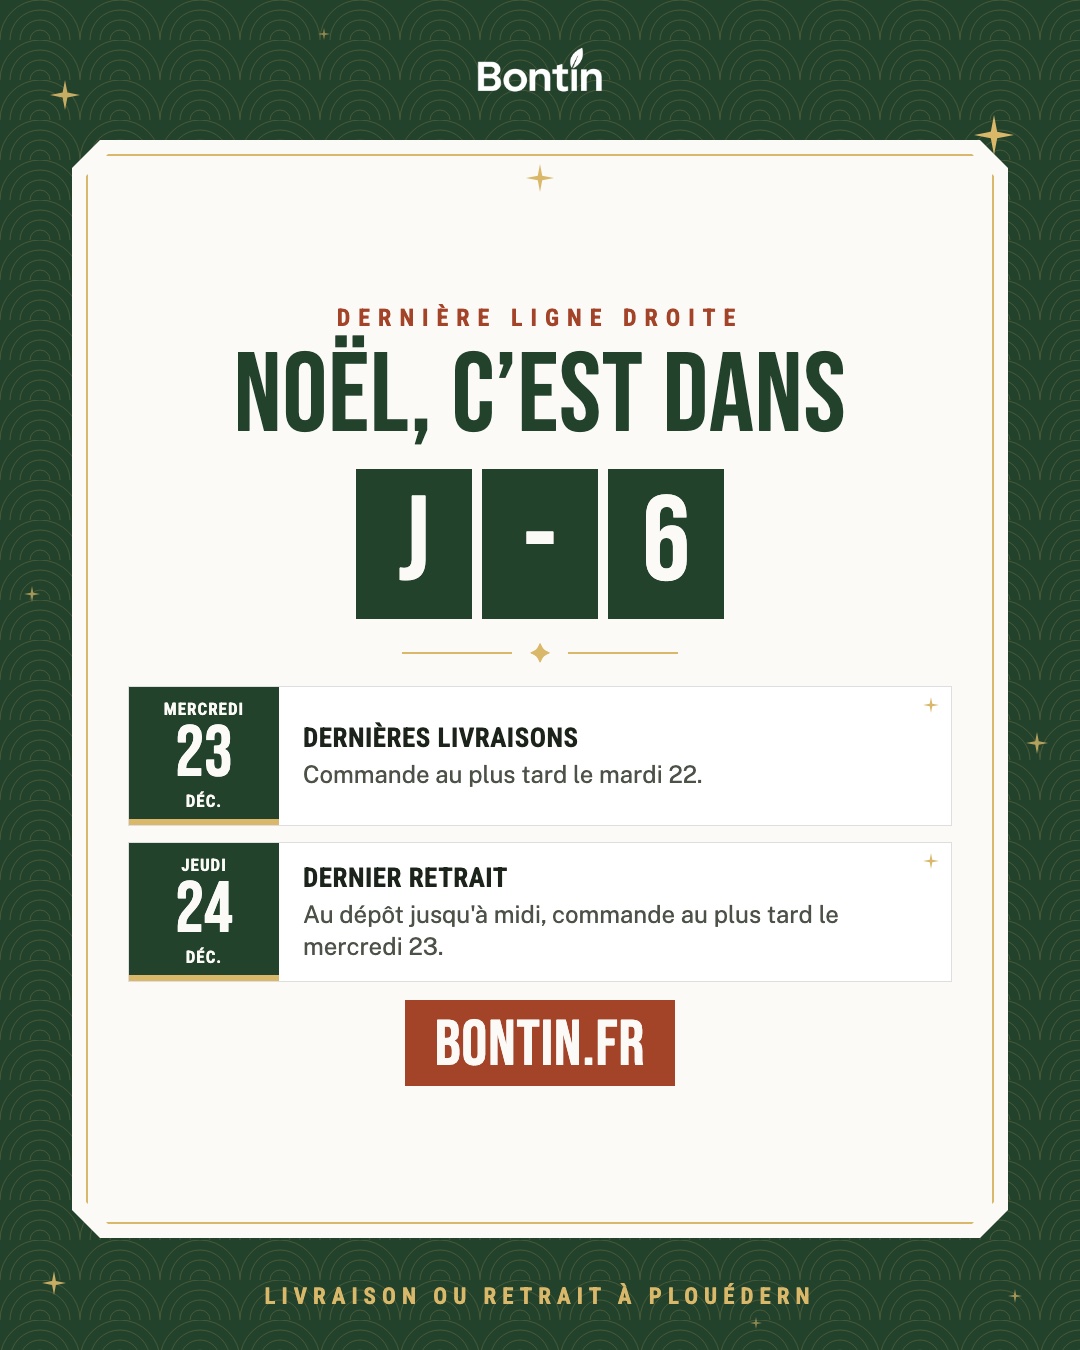 Bontin
DERNIÈRE LIGNE DROITE
NOËL, C’EST DANS
J - 6
MERCREDI
23
DÉC.
DERNIÈRES LIVRAISONS
Commande au plus tard le mardi 22.
JEUDI
24
DÉC.
DERNIER RETRAIT
Au dépôt jusqu'à midi, commande au plus tard le
mercredi 23.
BONTIN.FR
LIVRAISON OU RETRAIT À PLOUÉDERN